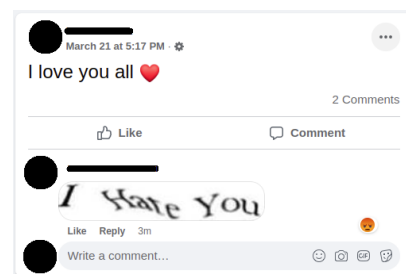 March 21 at 5:17 PM ·
I love you all ❤️
2 Comments
Like Comment
I Hate You
Like Reply 3m
Write a comment...
GIF